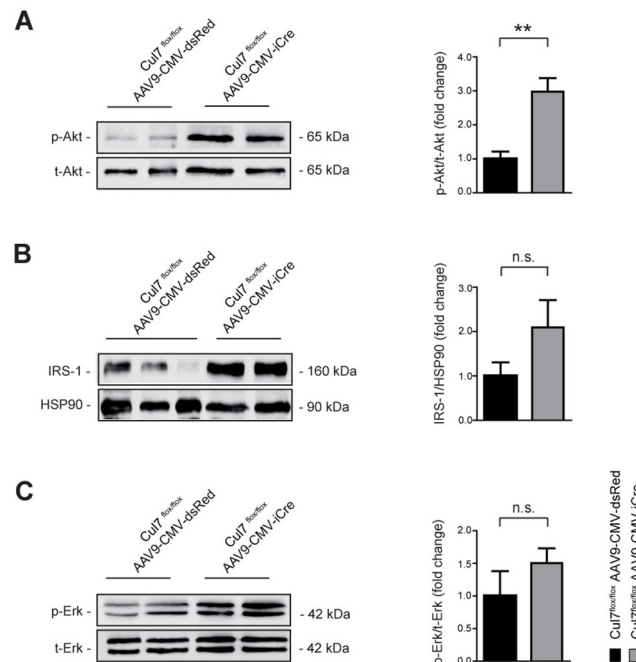 A
Cul7 flox/flox
AAV9-CMV-dsRed
Cul7 flox/flox
AAV9-CMV-iCre
p-Akt - - 65 kDa
t-Akt - - 65 kDa
p-Akt/t-Akt (fold change)
**
4.0
3.0
2.0
1.0
0.0
B
Cul7 flox/flox
AAV9-CMV-dsRed
Cul7 flox/flox
AAV9-CMV-iCre
IRS-1 - - 160 kDa
HSP90 - - 90 kDa
IRS-1/HSP90 (fold change)
n.s.
3.0
2.0
1.0
0.0
C
Cul7 flox/flox
AAV9-CMV-dsRed
Cul7 flox/flox
AAV9-CMV-iCre
p-Erk - - 42 kDa
t-Erk - - 42 kDa
p-Erk/t-Erk (fold change)
n.s.
2.0
1.5
1.0
0.5
0.0
Cul7flox/flox AAV9-CMV-dsRed
Cul7flox/flox AAV9-CMV-iCre